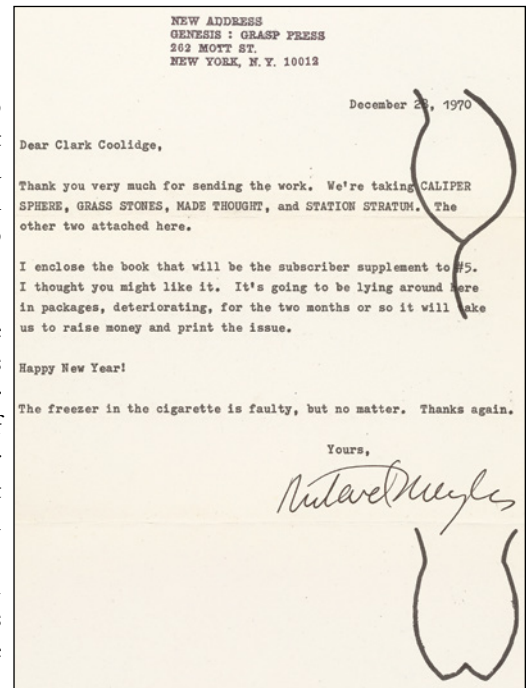 NEW ADDRESS
GENESIS : GRASP PRESS
262 MOTT ST.
NEW YORK, N.Y. 10012
December , 1970
Dear Clark Coolidge,
Thank you very much for sending the work. We're taking CALIPER
SPHERE, GRASS STONES, MADE THOUGHT, and STATION STRATUM. The
other two attached here.
I enclose the book that will be the subscriber supplement to #5.
I thought you might like it. It's going to be lying around here
in packages, deteriorating, for the two months or so it will take
us to raise money and print the issue.
Happy New Year!
The freezer in the cigarette is faulty, but no matter. Thanks again.
Yours,